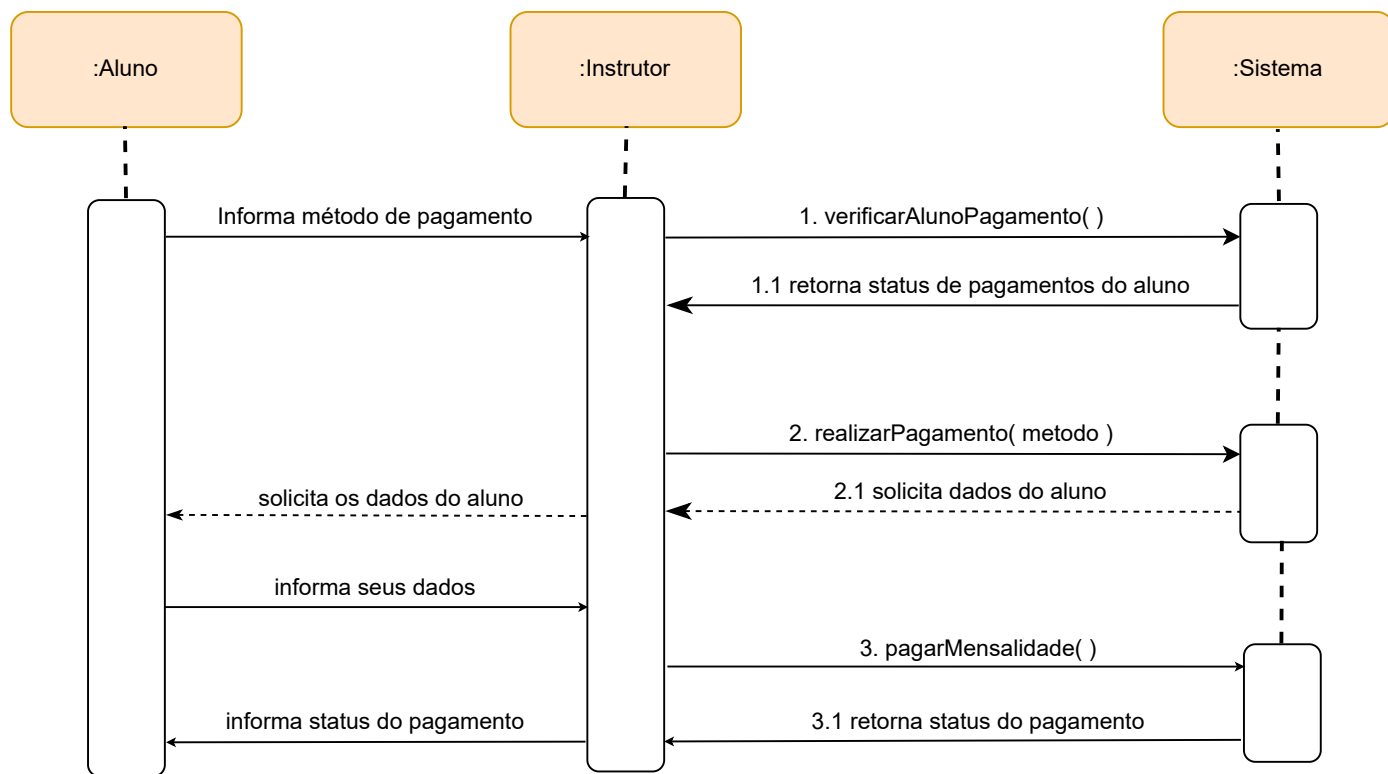 :Aluno
:Instrutor
:Sistema
Informa método de pagamento
1. verificarAlunoPagamento( )
1.1 retorna status de pagamentos do aluno
2. realizarPagamento( metodo )
2.1 solicita dados do aluno
solicita os dados do aluno
informa seus dados
3. pagarMensalidade( )
3.1 retorna status do pagamento
informa status do pagamento